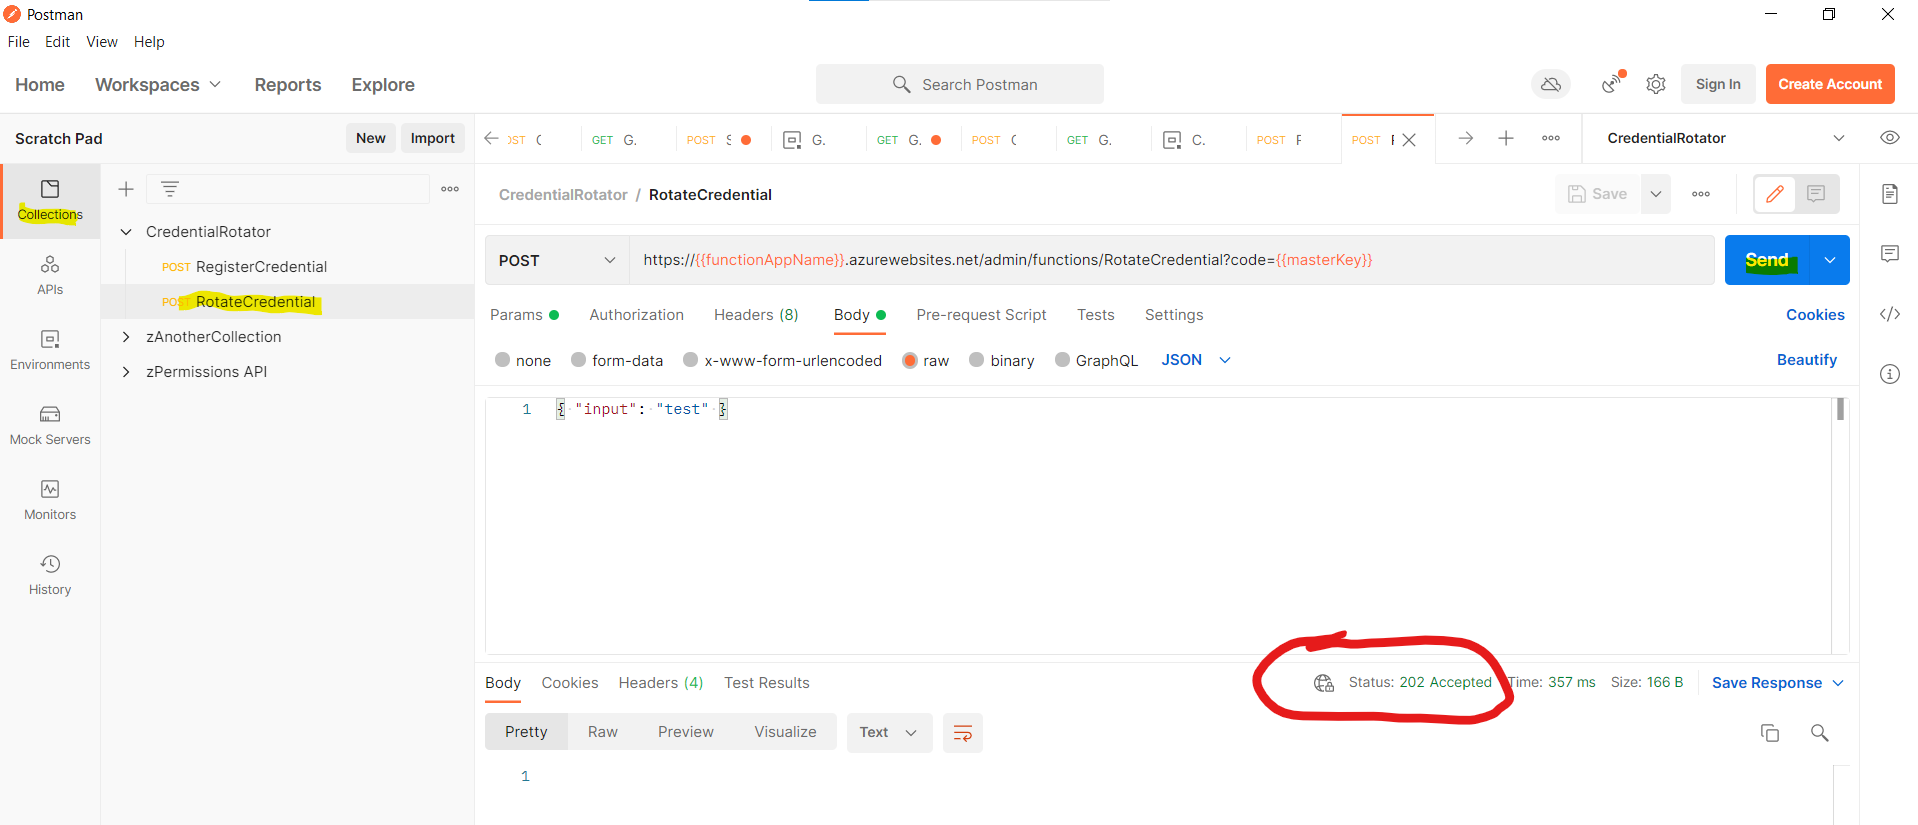 Postman
File Edit View Help
Home Workspaces Reports Explore Search Postman Sign In Create Account
Scratch Pad New Import GET G. POST GET G. POST GET G. C. POST POST CredentialRotator
Collections
APIs
Environments
Mock Servers
Monitors
History
CredentialRotator
POST RegisterCredential
POST RotateCredential
zAnotherCollection
zPermissions API
CredentialRotator / RotateCredential Save
POST https://{{functionAppName}}.azurewebsites.net/admin/functions/RotateCredential?code={{masterKey}} Send
Params Authorization Headers (8) Body Pre-request Script Tests Settings Cookies
none form-data x-www-form-urlencoded raw binary GraphQL JSON Beautify
1 { "input": "test" }
Body Cookies Headers (4) Test Results Status: 202 Accepted Time: 357 ms Size: 166 B Save Response
Pretty Raw Preview Visualize Text
1